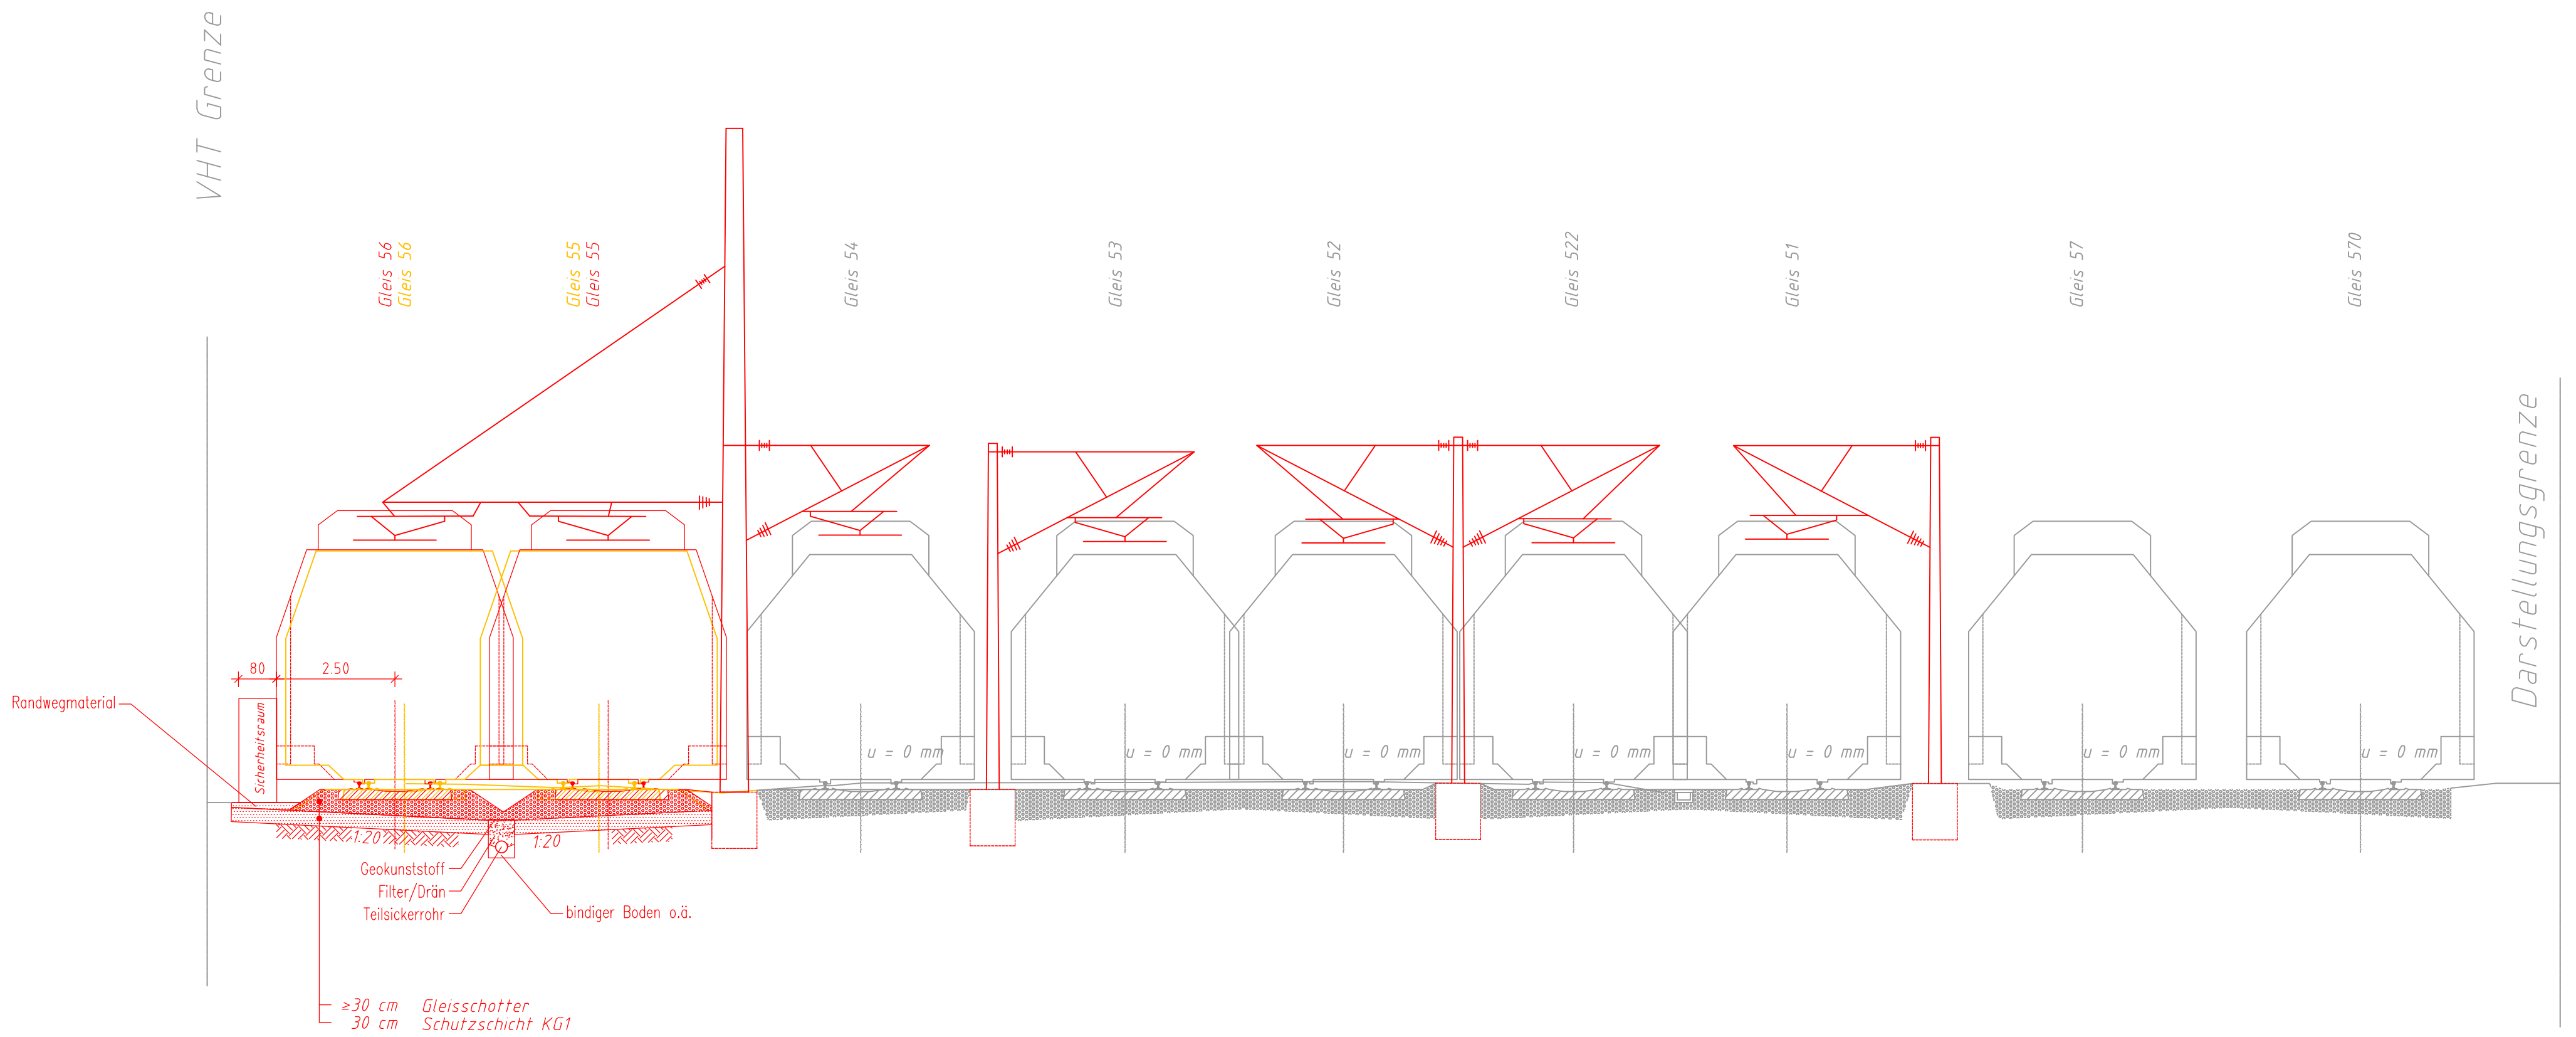 VHT Grenze
Gleis 56
Gleis 56
Gleis 55
Gleis 55
Gleis 54
Gleis 53
Gleis 52
Gleis 522
Gleis 51
Gleis 57
Gleis 570
Darstellungsgrenze
80
2.50
Randwegmaterial
Sicherheitsraum
u = 0 mm
u = 0 mm
u = 0 mm
u = 0 mm
u = 0 mm
u = 0 mm
u = 0 mm
1:20
1:20
Geokunststoff
Filter/Drän
Teilsickerrohr
bindiger Boden o.ä.
≥30 cm Gleisschotter
30 cm Schutzschicht KG1